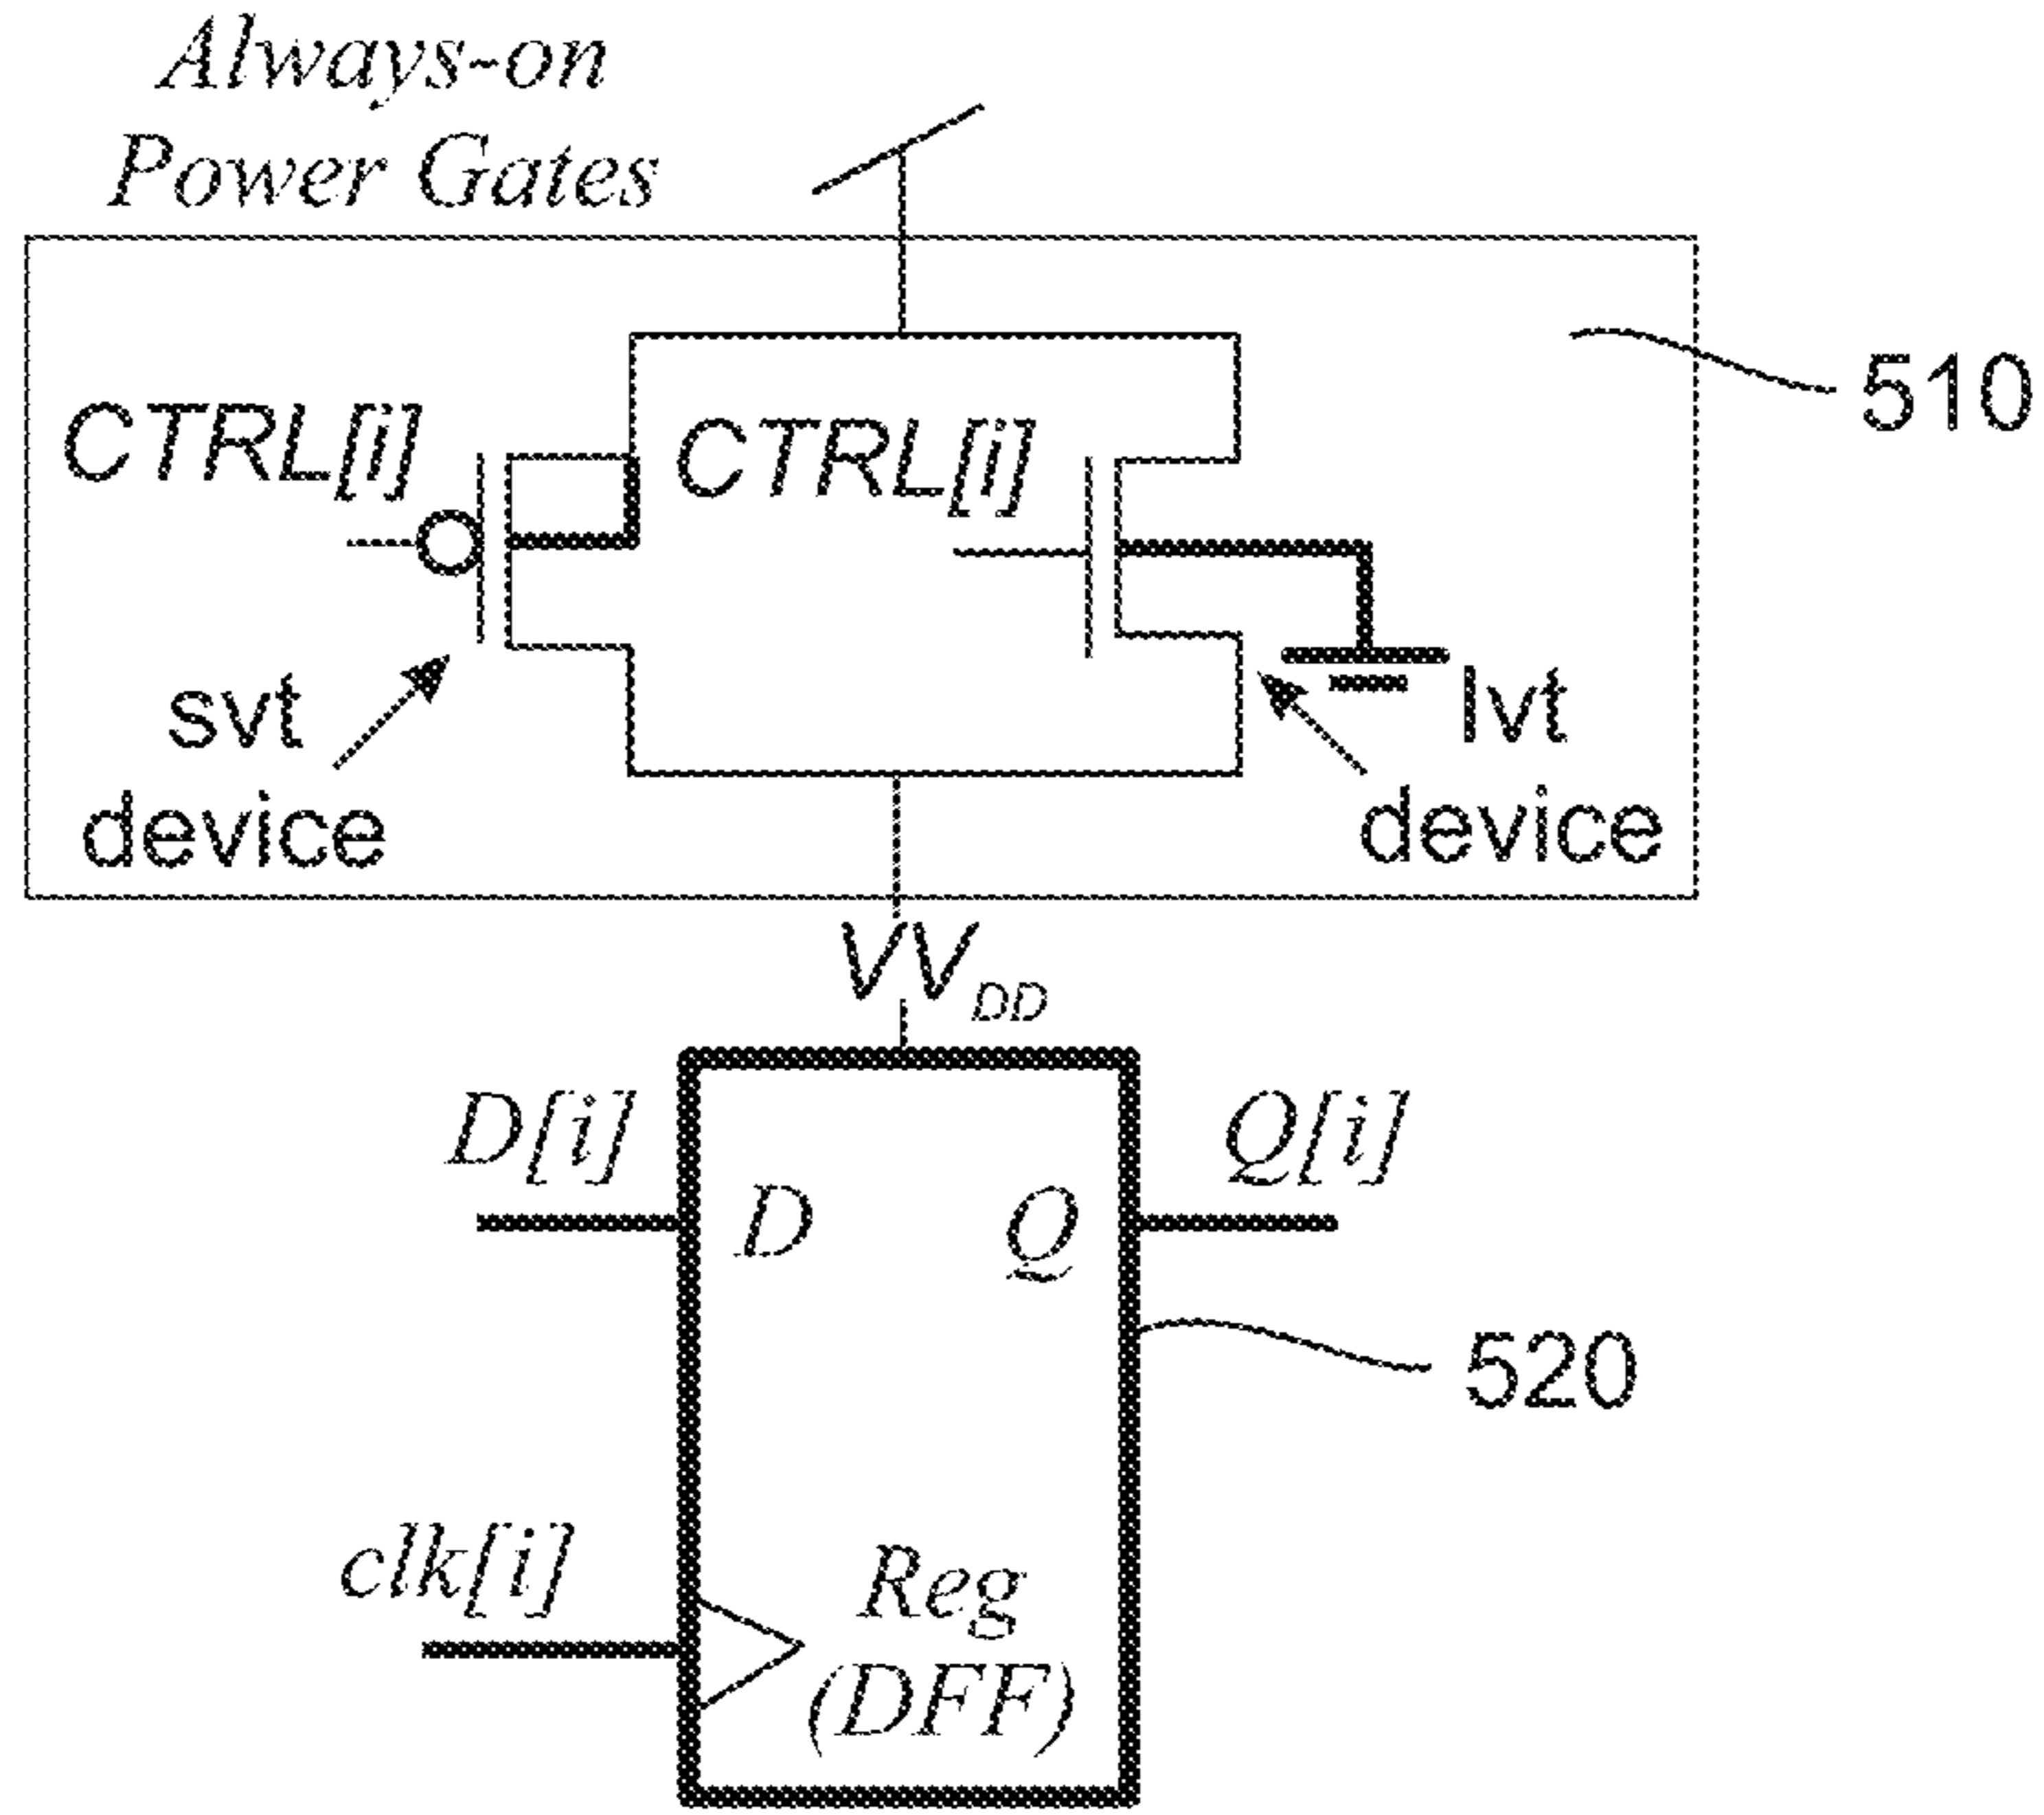 Always-on
Power Gates
510
CTRL[i]
CTRL[i]
svt
device
lvt
device
VV_DD
D[i]
Q[i]
D
Q
520
clk[i]
Reg
(DFF)